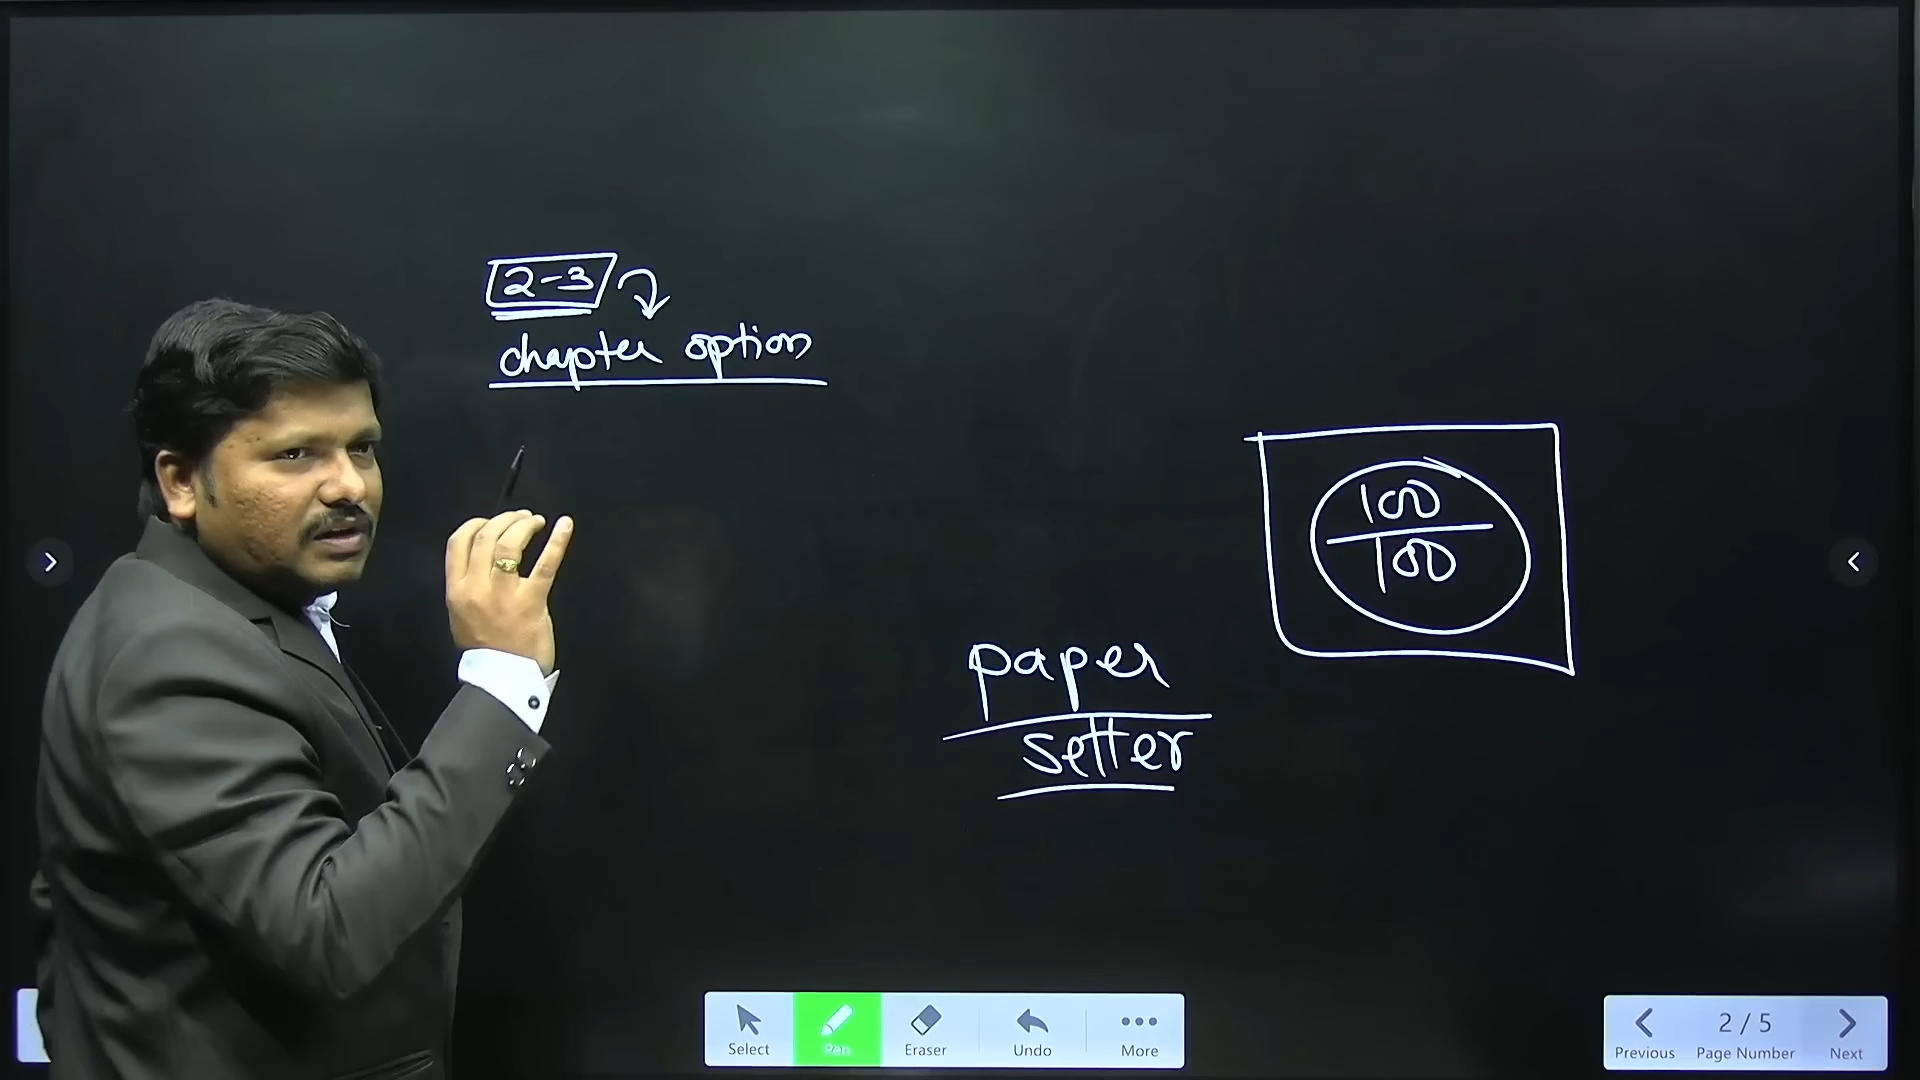 2-3
chapter option
100
100
paper
setter
Select
Pen
Eraser
Undo
More
2 / 5
Previous
Page Number
Next